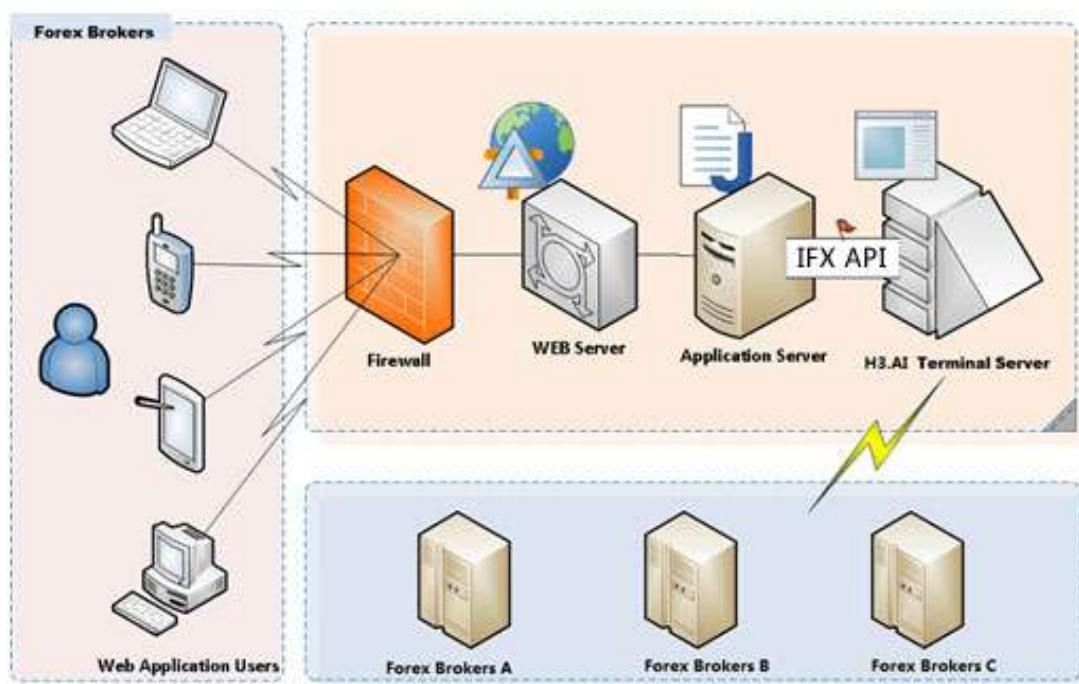 Forex Brokers
IFX API
Firewall
WEB Server
Application Server
H3.AI Terminal Server
Web Application Users
Forex Brokers A
Forex Brokers B
Forex Brokers C